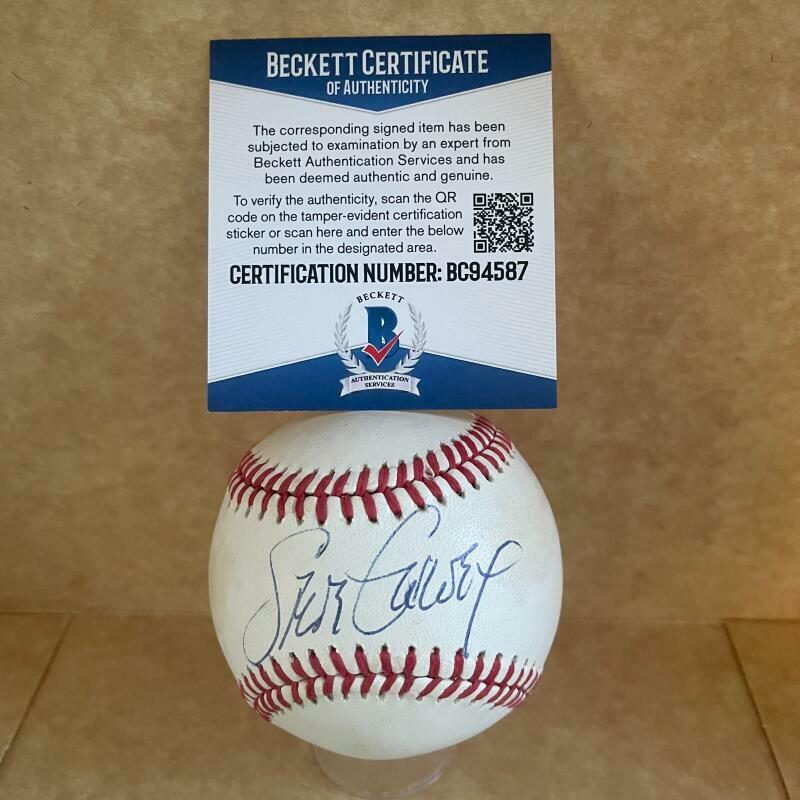 BECKETT CERTIFICATE
OF AUTHENTICITY
The corresponding signed item has been
subjected to examination by an expert from
Beckett Authentication Services and has
been deemed authentic and genuine.
To verify the authenticity, scan the QR
code on the tamper-evident certification
sticker or scan here and enter the below
number in the designated area.
CERTIFICATION NUMBER: BC94587
BECKETT
B
AUTHENTICATION
SERVICES
Steve Garvey